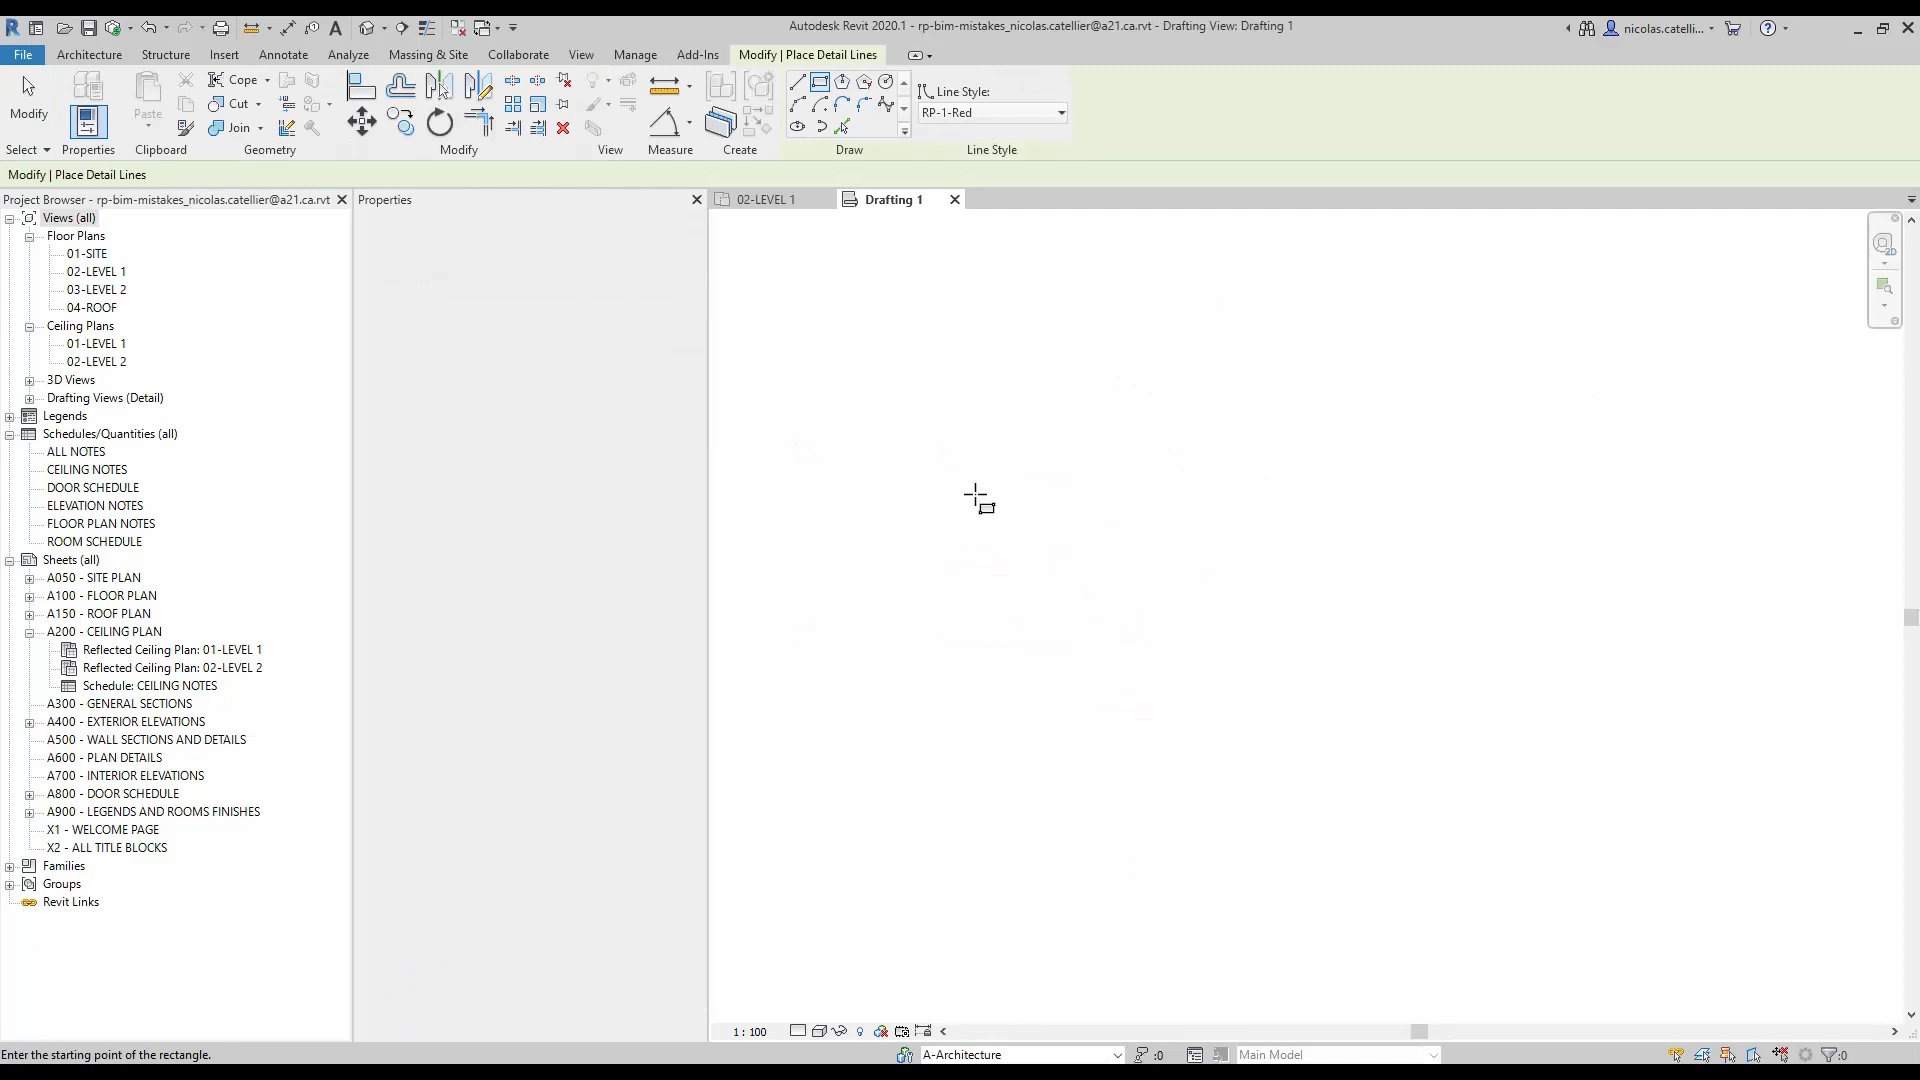 Autodesk Revit 2020.1 - rp-bim-mistakes_nicolas.catellier@a21.ca.rvt - Drafting View: Drafting 1
nicolas.catelli...
File Architecture Structure Insert Annotate Analyze Massing & Site Collaborate View Manage Add-Ins Modify | Place Detail Lines
Modify
Paste
Cope
Cut
Join
Line Style:
RP-1-Red
Select Properties Clipboard Geometry Modify View Measure Create Draw Line Style
Modify | Place Detail Lines
Project Browser - rp-bim-mistakes_nicolas.catellier@a21.ca.rvt
Properties
02-LEVEL 1
Drafting 1
2D
Views (all)
Floor Plans
01-SITE
02-LEVEL 1
03-LEVEL 2
04-ROOF
Ceiling Plans
01-LEVEL 1
02-LEVEL 2
3D Views
Drafting Views (Detail)
Legends
Schedules/Quantities (all)
ALL NOTES
CEILING NOTES
DOOR SCHEDULE
ELEVATION NOTES
FLOOR PLAN NOTES
ROOM SCHEDULE
Sheets (all)
A050 - SITE PLAN
A100 - FLOOR PLAN
A150 - ROOF PLAN
A200 - CEILING PLAN
Reflected Ceiling Plan: 01-LEVEL 1
Reflected Ceiling Plan: 02-LEVEL 2
Schedule: CEILING NOTES
A300 - GENERAL SECTIONS
A400 - EXTERIOR ELEVATIONS
A500 - WALL SECTIONS AND DETAILS
A600 - PLAN DETAILS
A700 - INTERIOR ELEVATIONS
A800 - DOOR SCHEDULE
A900 - LEGENDS AND ROOMS FINISHES
X1 - WELCOME PAGE
X2 - ALL TITLE BLOCKS
Families
Groups
Revit Links
1 : 100
Enter the starting point of the rectangle.
A-Architecture
:0
Main Model
:0